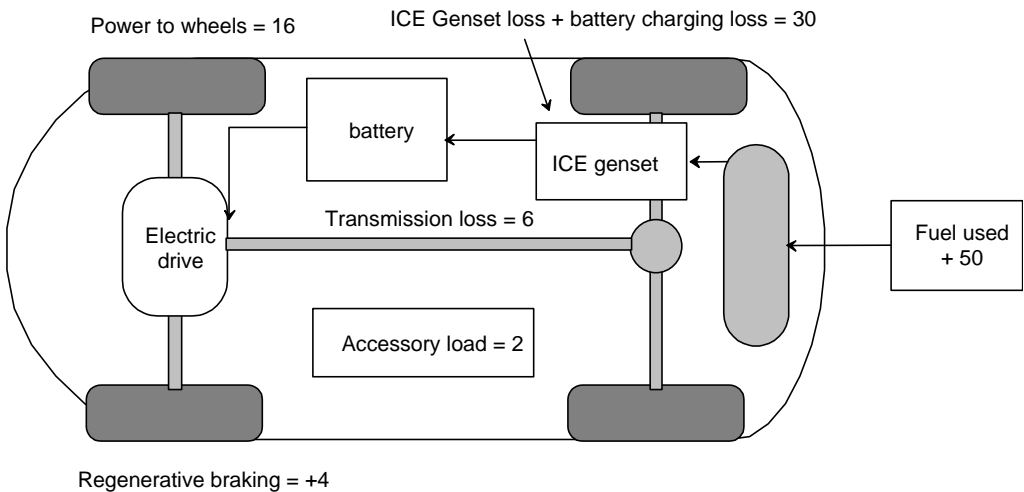 Power to wheels = 16
ICE Genset loss + battery charging loss = 30
battery
ICE genset
Transmission loss = 6
Electric
drive
Fuel used
+ 50
Accessory load = 2
Regenerative braking = +4